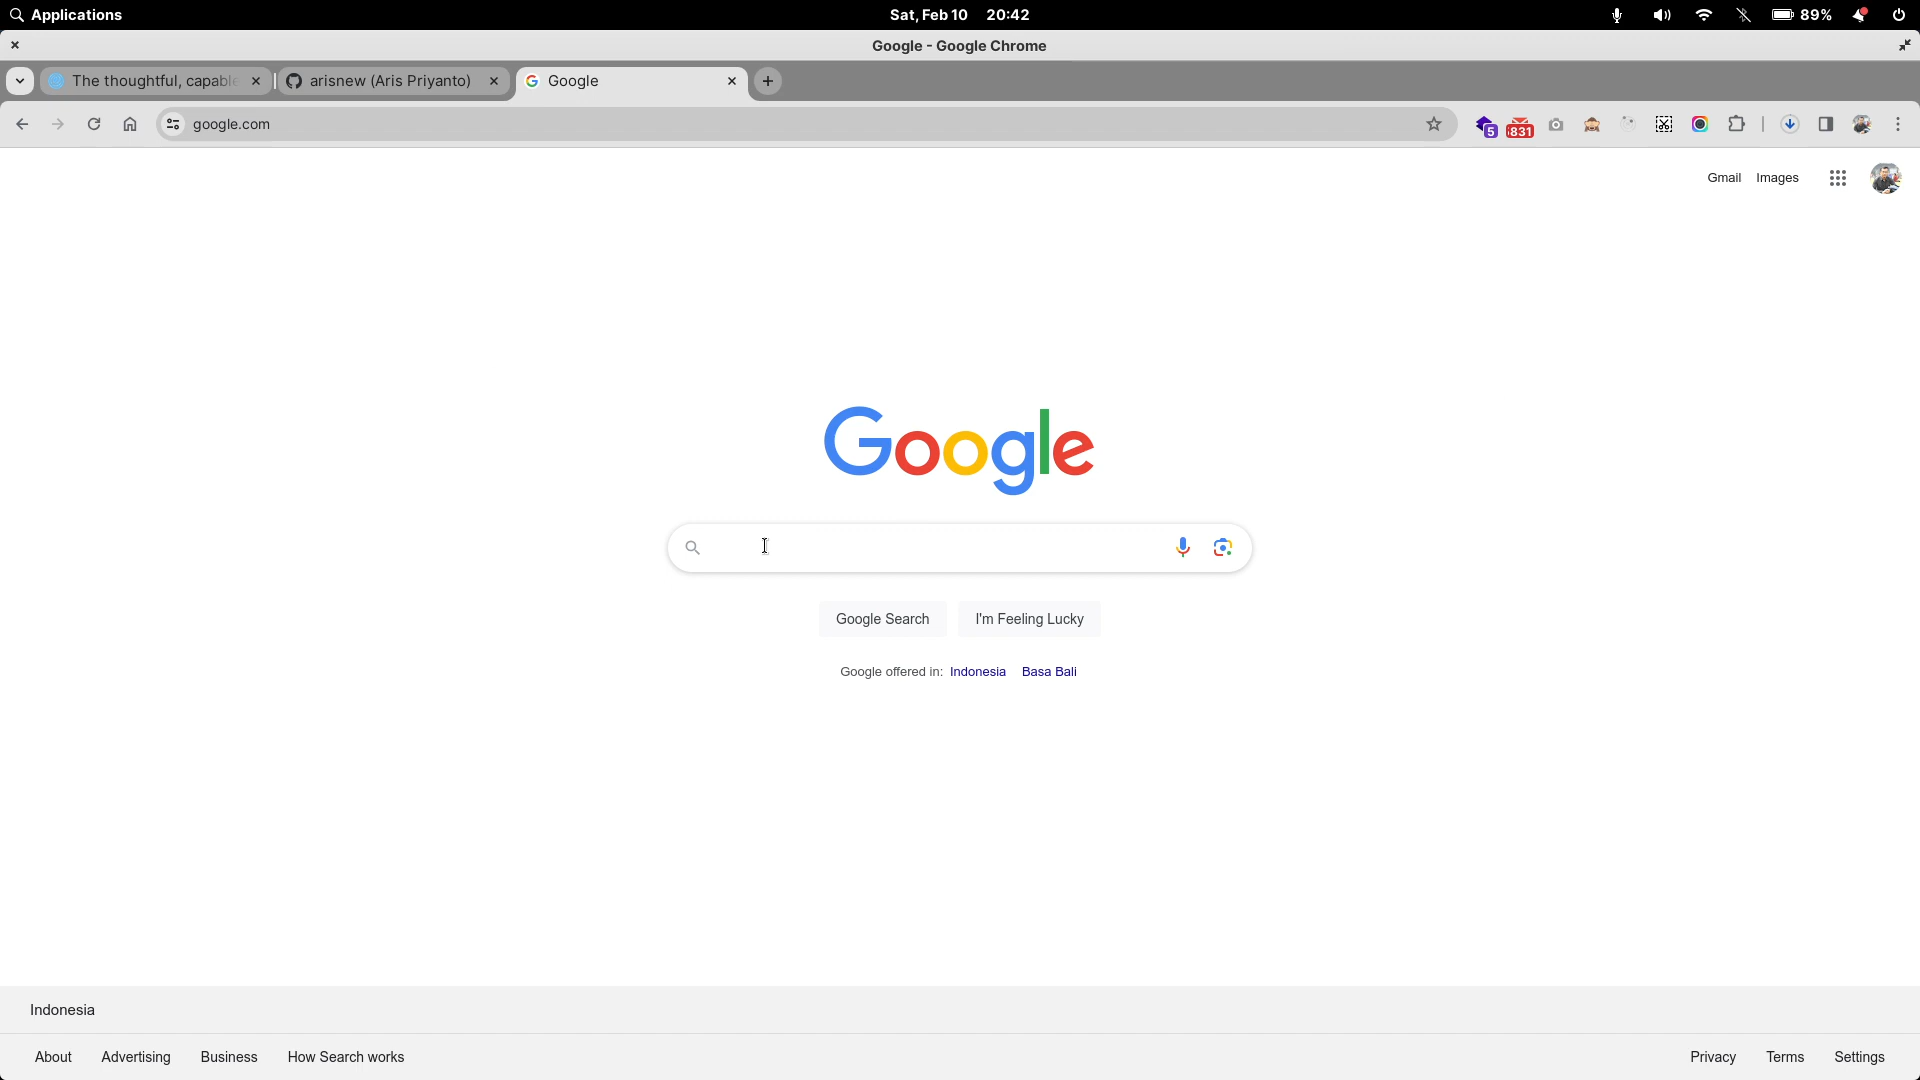 Applications
Sat, Feb 10 20:42
89%
Google - Google Chrome
The thoughtful, capable
arisnew (Aris Priyanto)
Google
google.com
5
831
Gmail Images
Google
Google Search
I'm Feeling Lucky
Google offered in: Indonesia Basa Bali
Indonesia
About Advertising Business How Search works
Privacy Terms Settings